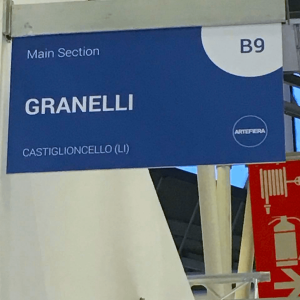 Main Section
B9
GRANELLI
CASTIGLIONCELLO (LI)
ARTEFIERA